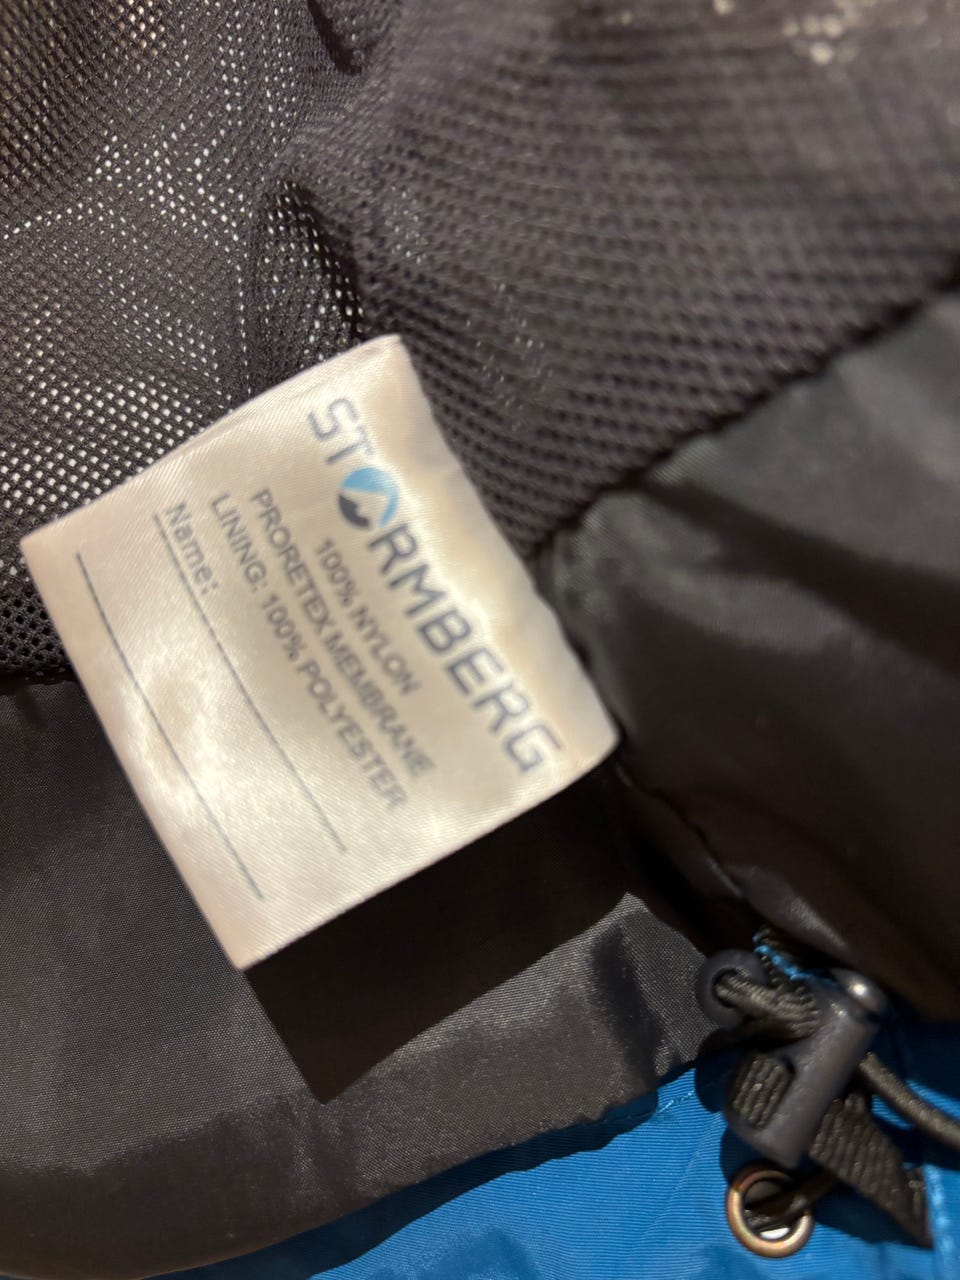 STORMBERG
100% NYLON
PRORETEX MEMBRANE
LINING: 100% POLYESTER
Name: